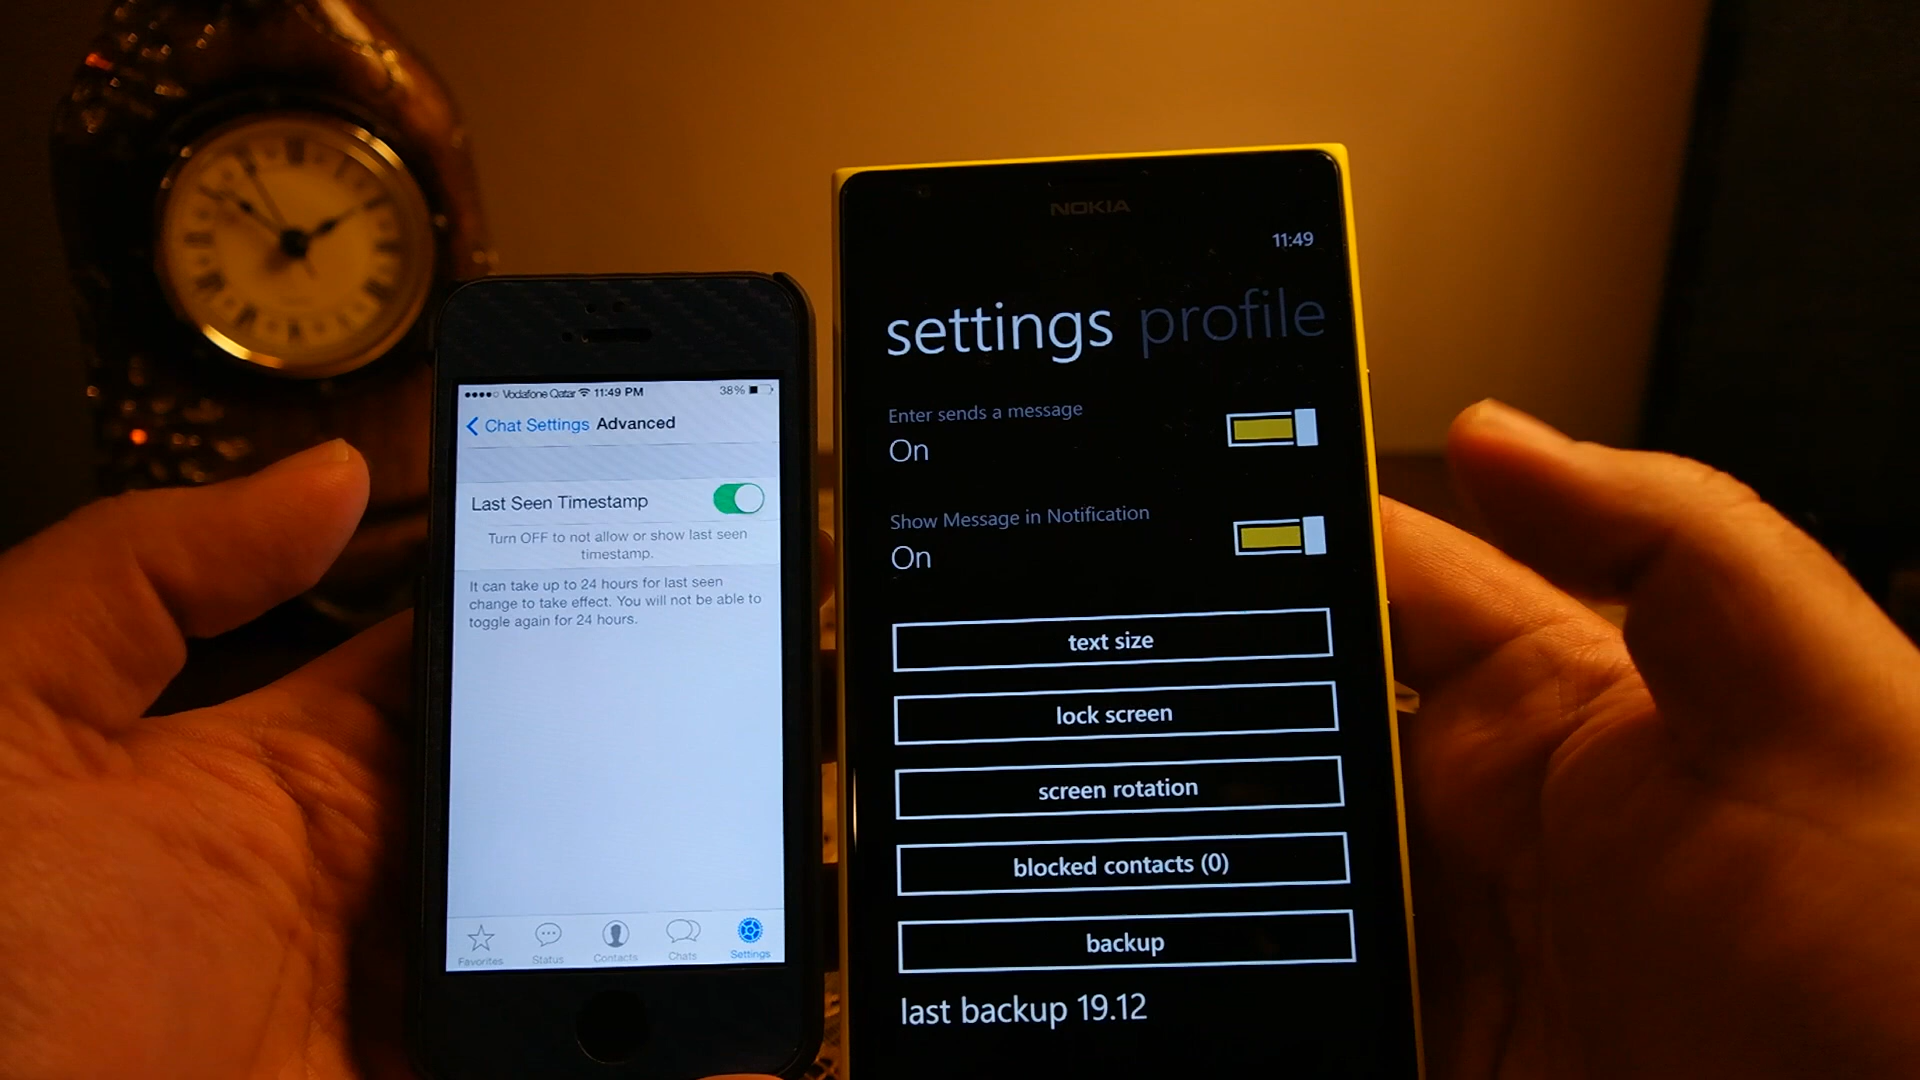 Vodafone Qatar 11:49 PM 38%
Chat Settings Advanced
Last Seen Timestamp
Turn OFF to not allow or show last seen
timestamp.
It can take up to 24 hours for last seen
change to take effect. You will not be able to
toggle again for 24 hours.
Favorites Status Contacts Chats Settings
NOKIA
11:49
settings profile
Enter sends a message
On
Show Message in Notification
On
text size
lock screen
screen rotation
blocked contacts (0)
backup
last backup 19.12